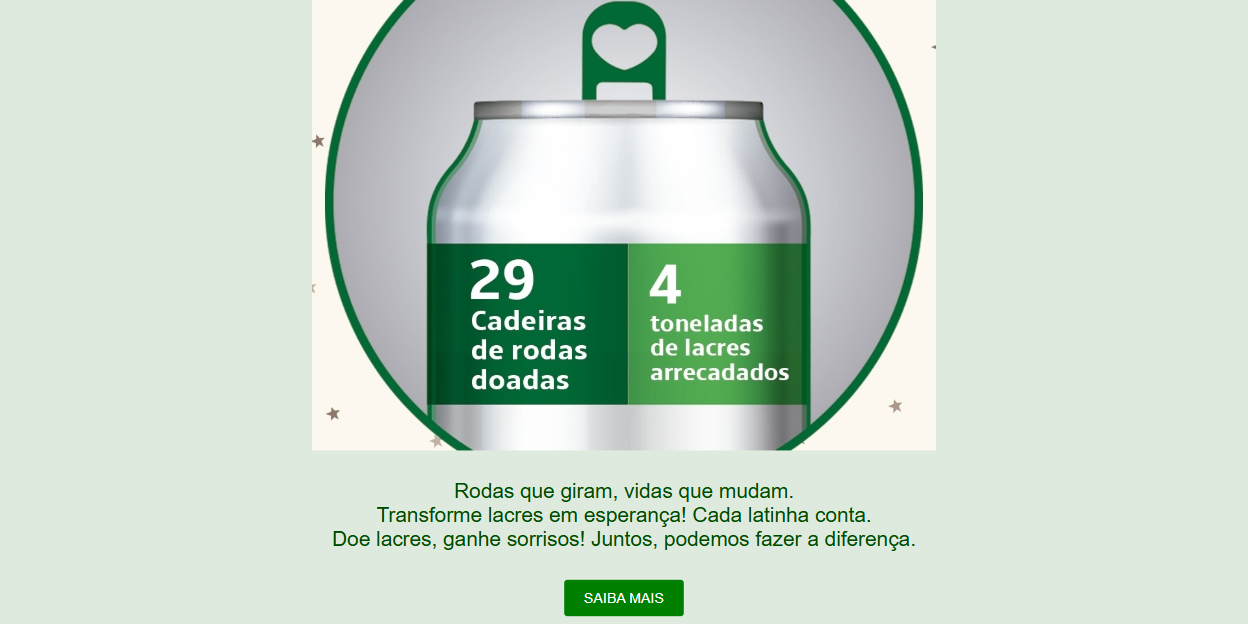 29
Cadeiras
de rodas
doadas
4
toneladas
de lacres
arrecadados
Rodas que giram, vidas que mudam.
Transforme lacres em esperança! Cada latinha conta.
Doe lacres, ganhe sorrisos! Juntos, podemos fazer a diferença.
SAIBA MAIS